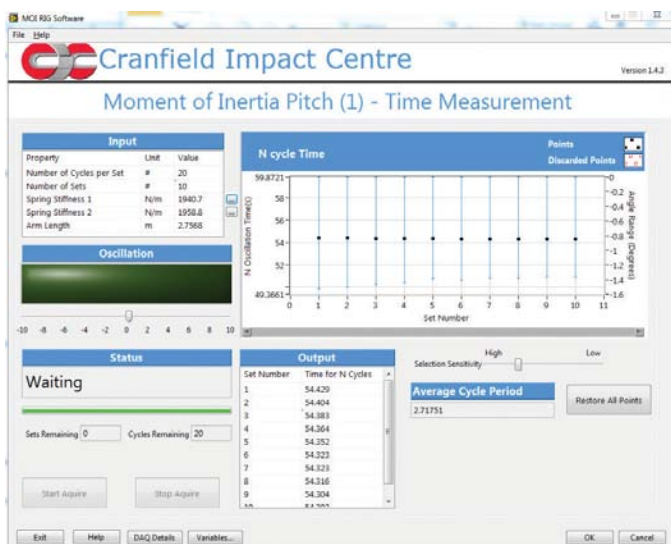 MOI RIG Software
File Help
Cranfield Impact Centre
Version 1.4.3
Moment of Inertia Pitch (1) - Time Measurement
Input
Property Unit Value
Number of Cycles per Set # 20
Number of Sets # 10
Spring Stiffness 1 N/m 1940.7
Spring Stiffness 2 N/m 1958.8
Arm Length m 2.7568
Oscillation
-10 -8 -6 -4 -2 0 2 4 6 8 10
N cycle Time
Points
Discarded Points
N Oscillation Time(s)
59.8721
58
56
54
52
49.3661
0 1 2 3 4 5 6 7 8 9 10 11
Set Number
0
-0.2
-0.4
-0.6
-0.8
-1
-1.2
-1.4
-1.6
Angle Range (Degrees)
Status
Waiting
Sets Remaining 0 Cycles Remaining 20
Start Aquire Stop Aquire
Output
Set Number Time for N Cycles
1 54.429
2 54.404
3 54.383
4 54.364
5 54.352
6 54.323
7 54.323
8 54.316
9 54.304
High Low
Selection Sensitivity
Average Cycle Period
2.71751
Restore All Points
Exit Help DAQ Details Variables... OK Cancel